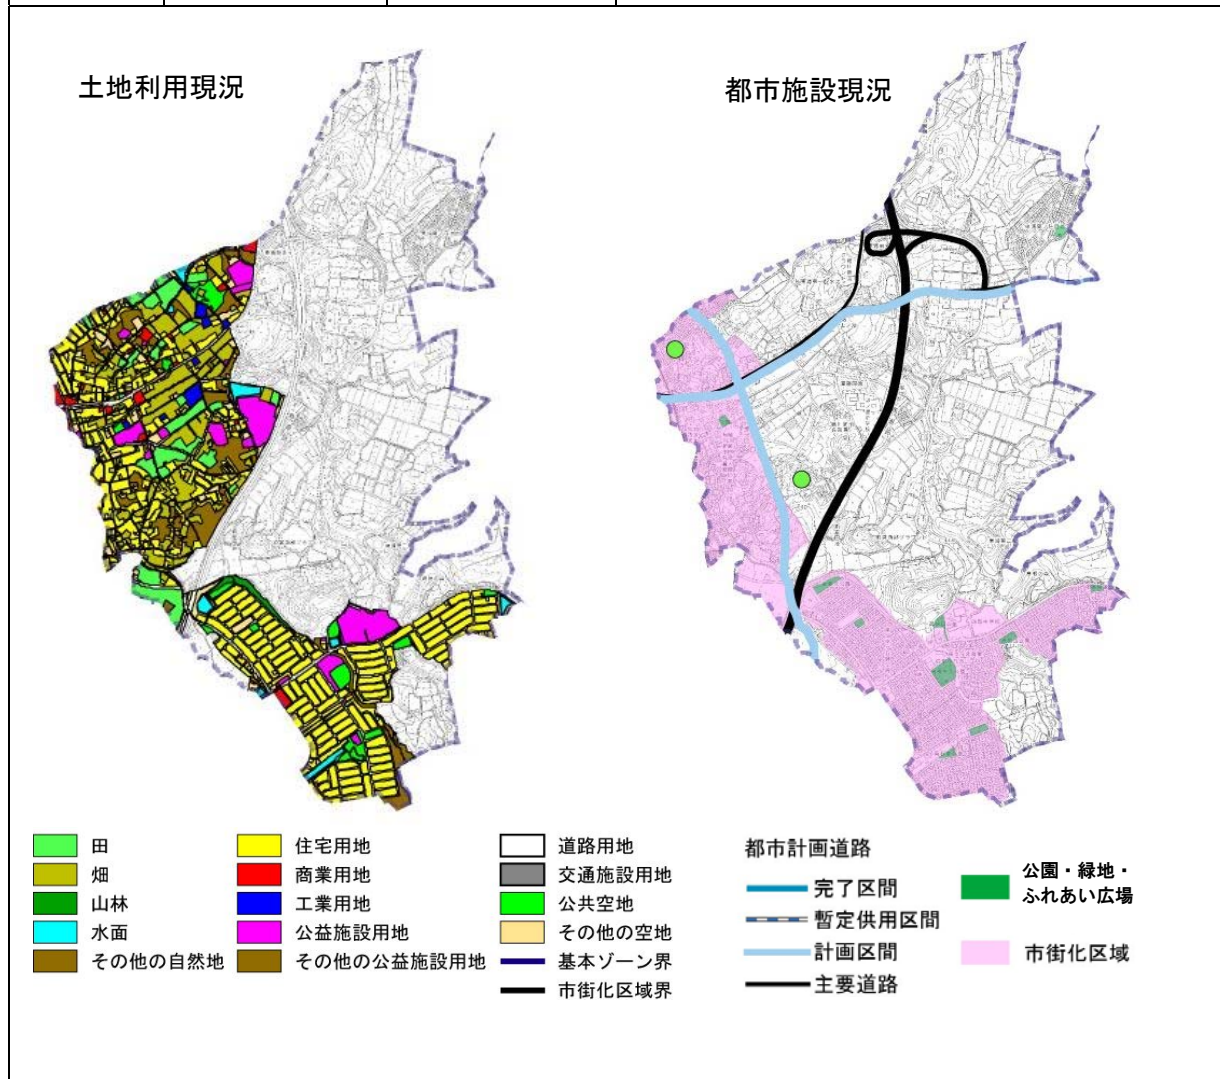 土地利用現況
都市施設現況
田
畑
山林
水面
その他の自然地
住宅用地
商業用地
工業用地
公益施設用地
その他の公益施設用地
道路用地
交通施設用地
公共空地
その他の空地
基本ゾーン界
市街化区域界
都市計画道路
完了区間
暫定供用区間
計画区間
主要道路
公園・緑地・
ふれあい広場
市街化区域